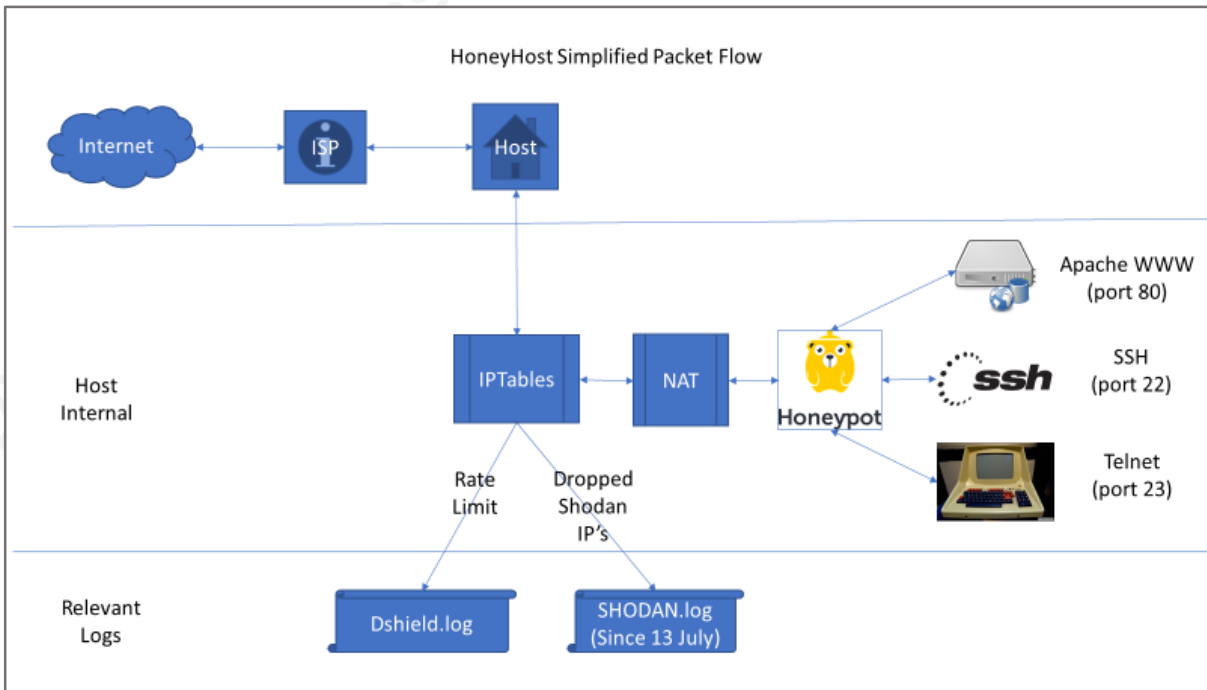 HoneyHost Simplified Packet Flow
Internet
ISP
Host
Apache WWW
(port 80)
Host
Internal
IPTables
NAT
Honeypot
ssh
SSH
(port 22)
Rate
Limit
Dropped
Shodan
IP's
Telnet
(port 23)
Relevant
Logs
Dshield.log
SHODAN.log
(Since 13 July)